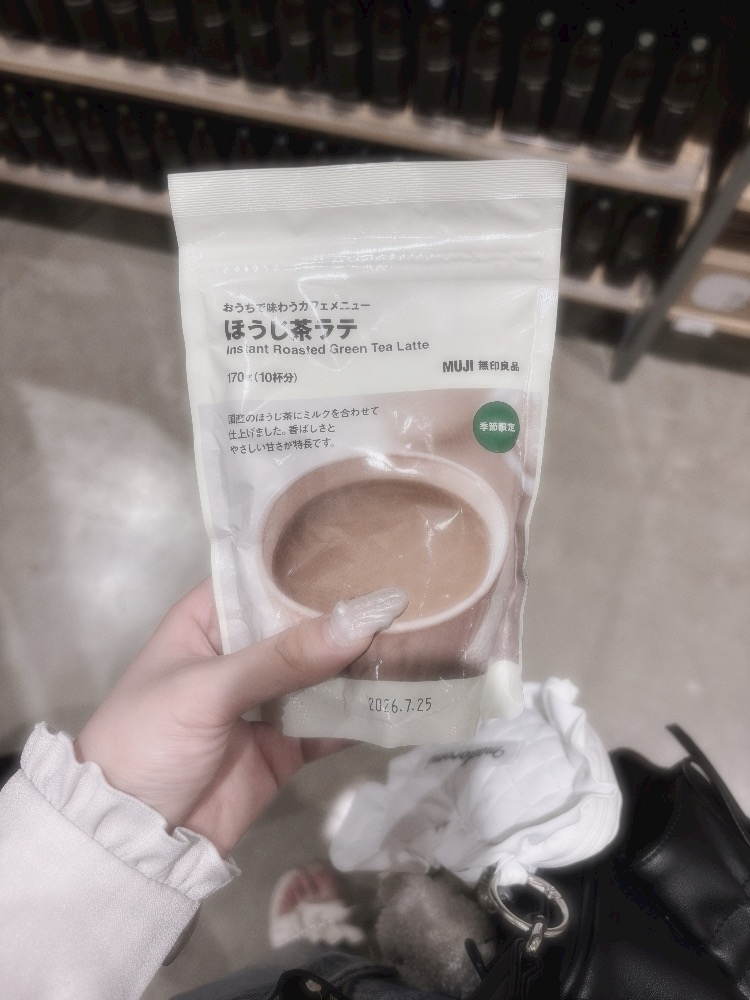 おうちで味わうカフェメニュー
ほうじ茶ラテ
Instant Roasted Green Tea Latte
170g(10杯分)
MUJI 無印良品
国産のほうじ茶にミルクを合わせて
仕上げました。香ばしさと
やさしい甘さが特長です。
季節限定
2026.7.25